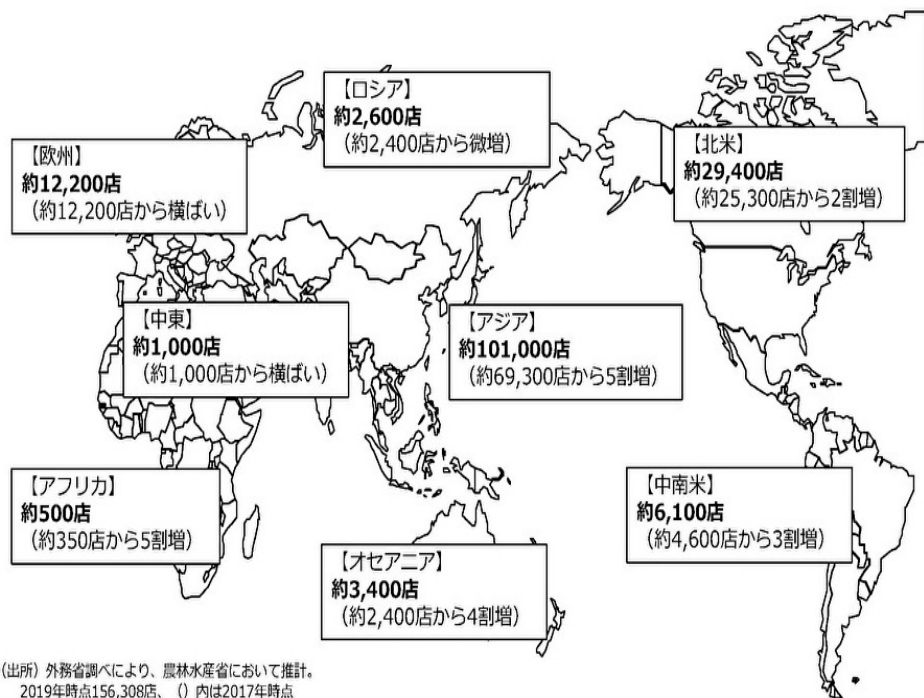 【ロシア】
約2,600店
（約2,400店から微増）
【欧州】
約12,200店
（約12,200店から横ばい）
【北米】
約29,400店
（約25,300店から2割増）
【中東】
約1,000店
（約1,000店から横ばい）
【アジア】
約101,000店
（約69,300店から5割増）
【アフリカ】
約500店
（約350店から5割増）
【中南米】
約6,100店
（約4,600店から3割増）
【オセアニア】
約3,400店
（約2,400店から4割増）
（出所）外務省調べにより、農林水産省において推計。
2019年時点156,308店、（）内は2017年時点